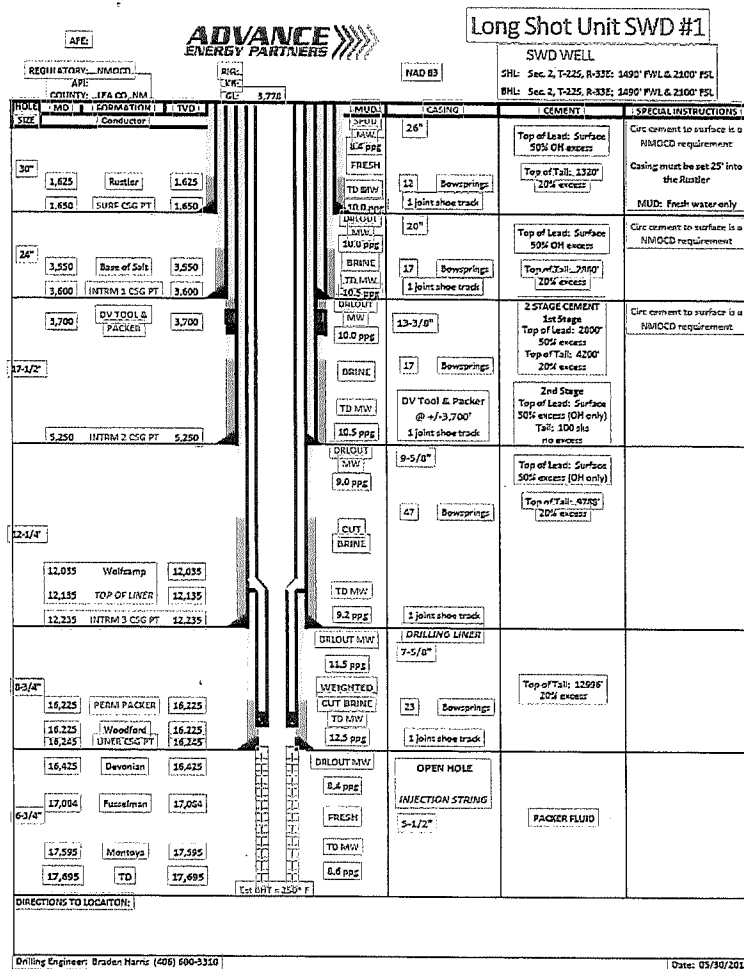 Long Shot Unit SWD #1
AFE:
ADVANCE
ENERGY PARTNERS
SWD WELL
REGULATORY: NMOCD
API:
COUNTY: LEA CO, NM
RIG:
KB:
GL: 3,778
NAD 83
SHL: Sec. 2, T-22S, R-33E; 1490' FWL & 2100' FSL
BHL: Sec. 2, T-22S, R-33E; 1490' FWL & 2100' FSL
HOLE SIZE MD FORMATION TVD MUD CASING CEMENT SPECIAL INSTRUCTIONS
Conductor
30"
1,625 Rustler 1,625
1,650 SURF CSG PT 1,650
SPUD
MW
8.4 ppg
FRESH
TD MW
10.0 ppg
26"
12 Bowsprings
1 joint shoe track
Top of Lead: Surface
50% OH excess
Top of Tail: 1320'
20% excess
Circ cement to surface is a
NMOCD requirement
Casing must be set 25' into
the Rustler
MUD: Fresh water only
24"
3,550 Base of Salt 3,550
3,600 INTRM 1 CSG PT 3,600
DRLOUT
MW
10.0 ppg
BRINE
TD MW
10.5 ppg
20"
17 Bowsprings
1 joint shoe track
Top of Lead: Surface
50% OH excess
Top of Tail:
20% excess
Circ cement to surface is a
NMOCD requirement
17-1/2"
3,700 DV TOOL & PACKER 3,700
5,250 INTRM 2 CSG PT 5,250
DRLOUT
MW
10.0 ppg
BRINE
TD MW
10.5 ppg
13-3/8"
17 Bowsprings
DV Tool & Packer
@ +/-3,700'
1 joint shoe track
2 STAGE CEMENT
1st Stage
Top of Lead: 2800'
50% excess
Top of Tail: 4200'
20% excess
2nd Stage
Top of Lead: Surface
50% excess (OH only)
Tail: 100 sks
no excess
Circ cement to surface is a
NMOCD requirement
12-1/4"
12,035 Wolfcamp 12,035
12,135 TOP OF LINER 12,135
12,235 INTRM 3 CSG PT 12,235
DRLOUT
MW
9.0 ppg
CUT
BRINE
TD MW
9.2 ppg
9-5/8"
47 Bowsprings
1 joint shoe track
Top of Lead: Surface
50% excess (OH only)
Top of Tail: 9788'
20% excess
8-3/4"
16,225 PERM PACKER 16,225
16,225 Woodford 16,225
16,245 LINER CSG PT 16,245
DRLOUT MW
11.5 ppg
WEIGHTED
CUT BRINE
TD MW
12.5 ppg
DRILLING LINER
7-5/8"
23 Bowsprings
1 joint shoe track
Top of Tail:
20% excess
6-3/4"
16,425 Devonian 16,425
17,084 Fusselman 17,084
17,595 Montoya 17,595
17,695 TD 17,695
Est BHT = 250° F
DRLOUT MW
8.4 ppg
FRESH
TD MW
8.6 ppg
OPEN HOLE
INJECTION STRING
5-1/2"
PACKER FLUID
DIRECTIONS TO LOCAITON:
Drilling Engineer: Braden Harris (406) 600-3310
Date: 05/30/201